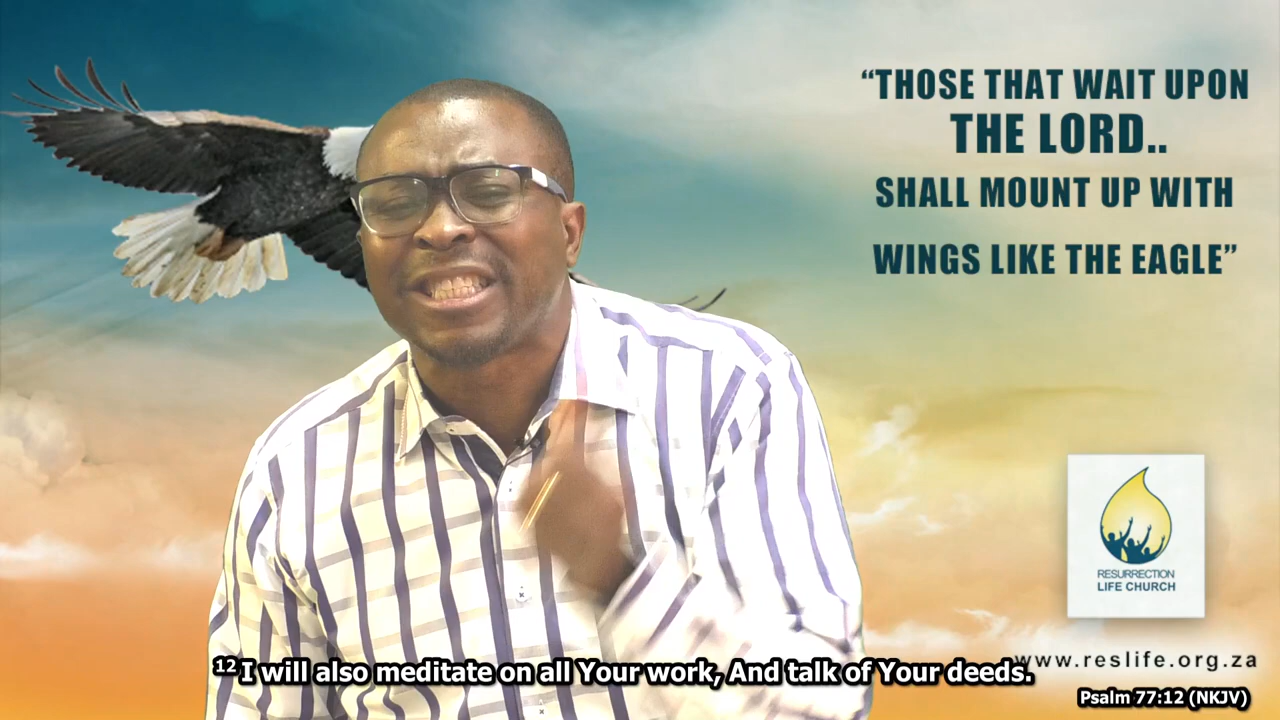 “THOSE THAT WAIT UPON
THE LORD..
SHALL MOUNT UP WITH
WINGS LIKE THE EAGLE”
RESURRECTION
LIFE CHURCH
www.reslife.org.za
12 I will also meditate on all Your work, And talk of Your deeds.
Psalm 77:12 (NKJV)